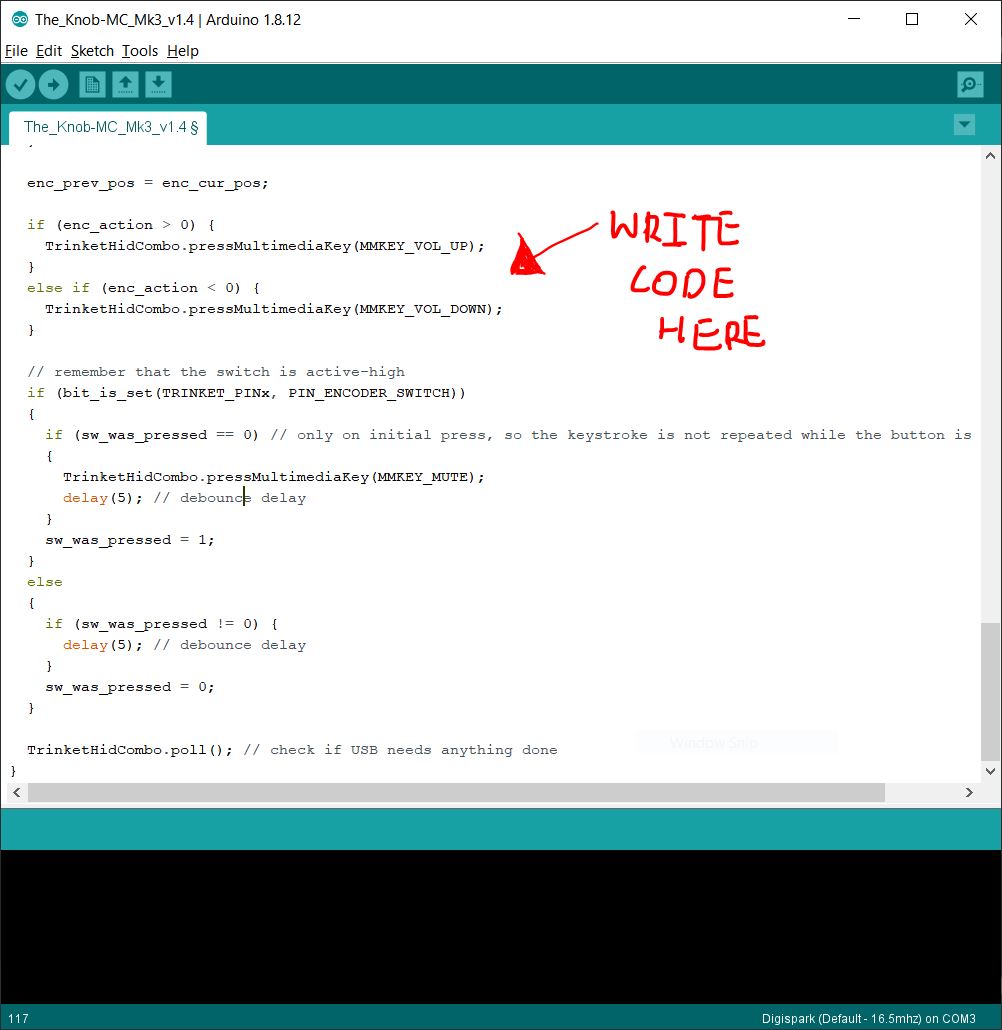 The_Knob-MC_Mk3_v1.4 | Arduino 1.8.12
File Edit Sketch Tools Help
The_Knob-MC_Mk3_v1.4 §
enc_prev_pos = enc_cur_pos;
if (enc_action > 0) {
TrinketHidCombo.pressMultimediaKey(MMKEY_VOL_UP);
}
else if (enc_action < 0) {
TrinketHidCombo.pressMultimediaKey(MMKEY_VOL_DOWN);
}
WRITE
CODE
HERE
// remember that the switch is active-high
if (bit_is_set(TRINKET_PINx, PIN_ENCODER_SWITCH))
{
if (sw_was_pressed == 0) // only on initial press, so the keystroke is not repeated while the button is
{
TrinketHidCombo.pressMultimediaKey(MMKEY_MUTE);
delay(5); // debounce delay
}
sw_was_pressed = 1;
}
else
{
if (sw_was_pressed != 0) {
delay(5); // debounce delay
}
sw_was_pressed = 0;
}
TrinketHidCombo.poll(); // check if USB needs anything done
}
Window Snip
117
Digispark (Default - 16.5mhz) on COM3